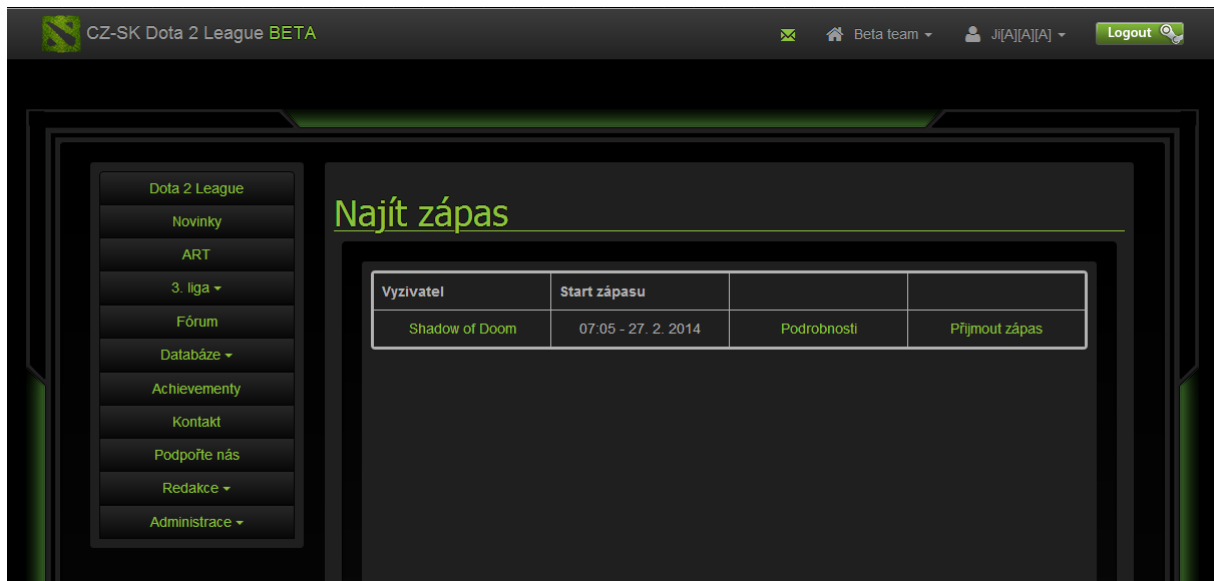 CZ-SK Dota 2 League BETA
Beta team
Ji[A][A][A]
Logout
Dota 2 League
Novinky
ART
3. liga
Fórum
Databáze
Achievementy
Kontakt
Podpořte nás
Redakce
Administrace
Najít zápas
Vyzivatel Start zápasu
Shadow of Doom 07:05 - 27. 2. 2014 Podrobnosti Přijmout zápas